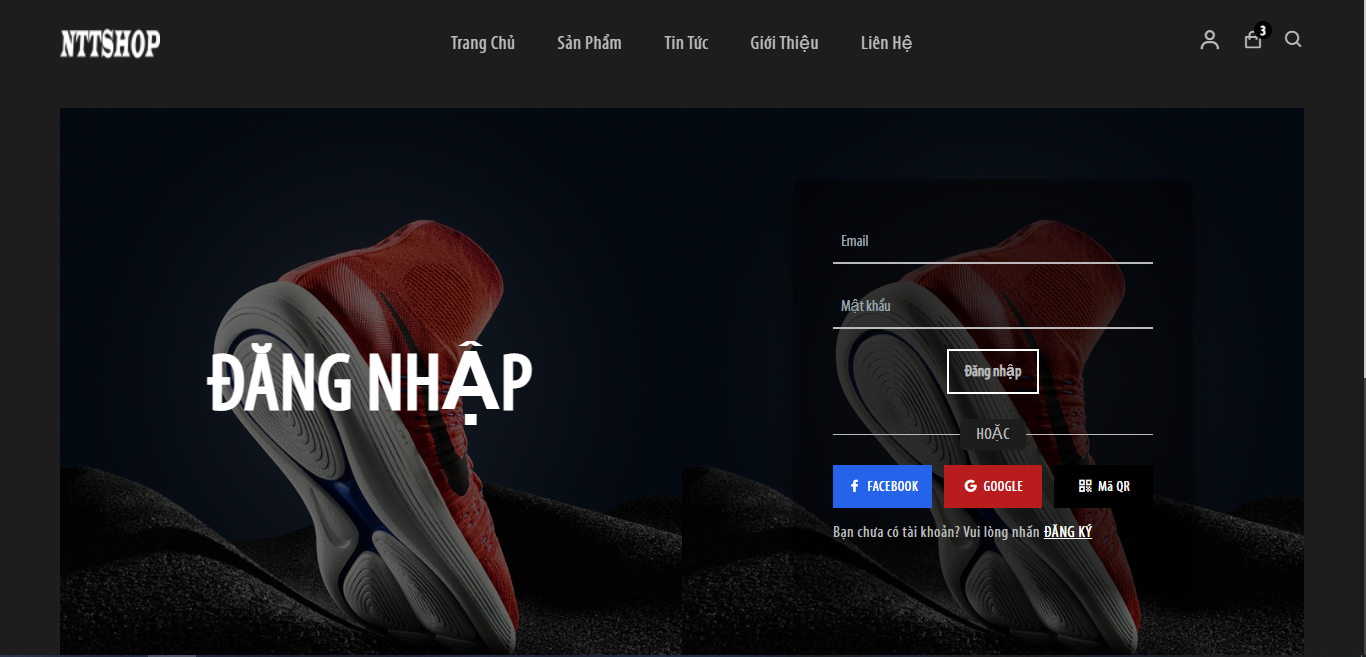 NTTSHOP
Trang Chủ
Sản Phẩm
Tin Tức
Giới Thiệu
Liên Hệ
3
ĐĂNG NHẬP
Email
Mật khẩu
Đăng nhập
HOẶC
FACEBOOK
GOOGLE
Mã QR
Bạn chưa có tài khoản? Vui lòng nhấn ĐĂNG KÝ